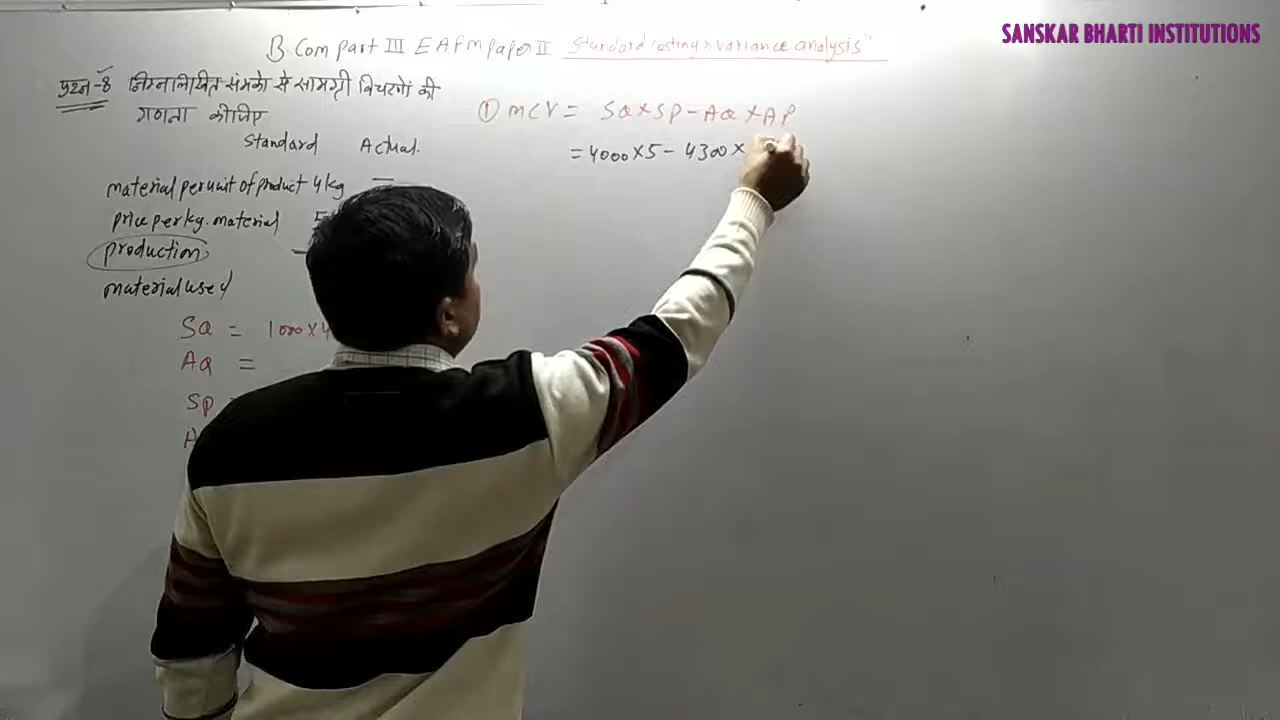 SANSKAR BHARTI INSTITUTIONS
B.Com part III EAFM Paper II "Standard costing & variance analysis"
प्रश्न-8 निम्नलिखित समंको से सामग्री विचरणों की
गणना कीजिए
Standard Actual
material per unit of product 4 kg —
price per kg. material 5
production —
material used
SQ = 1000×4
AQ =
SP
A
① MCV = SQ×SP - AQ×AP
= 4000×5 - 4300×